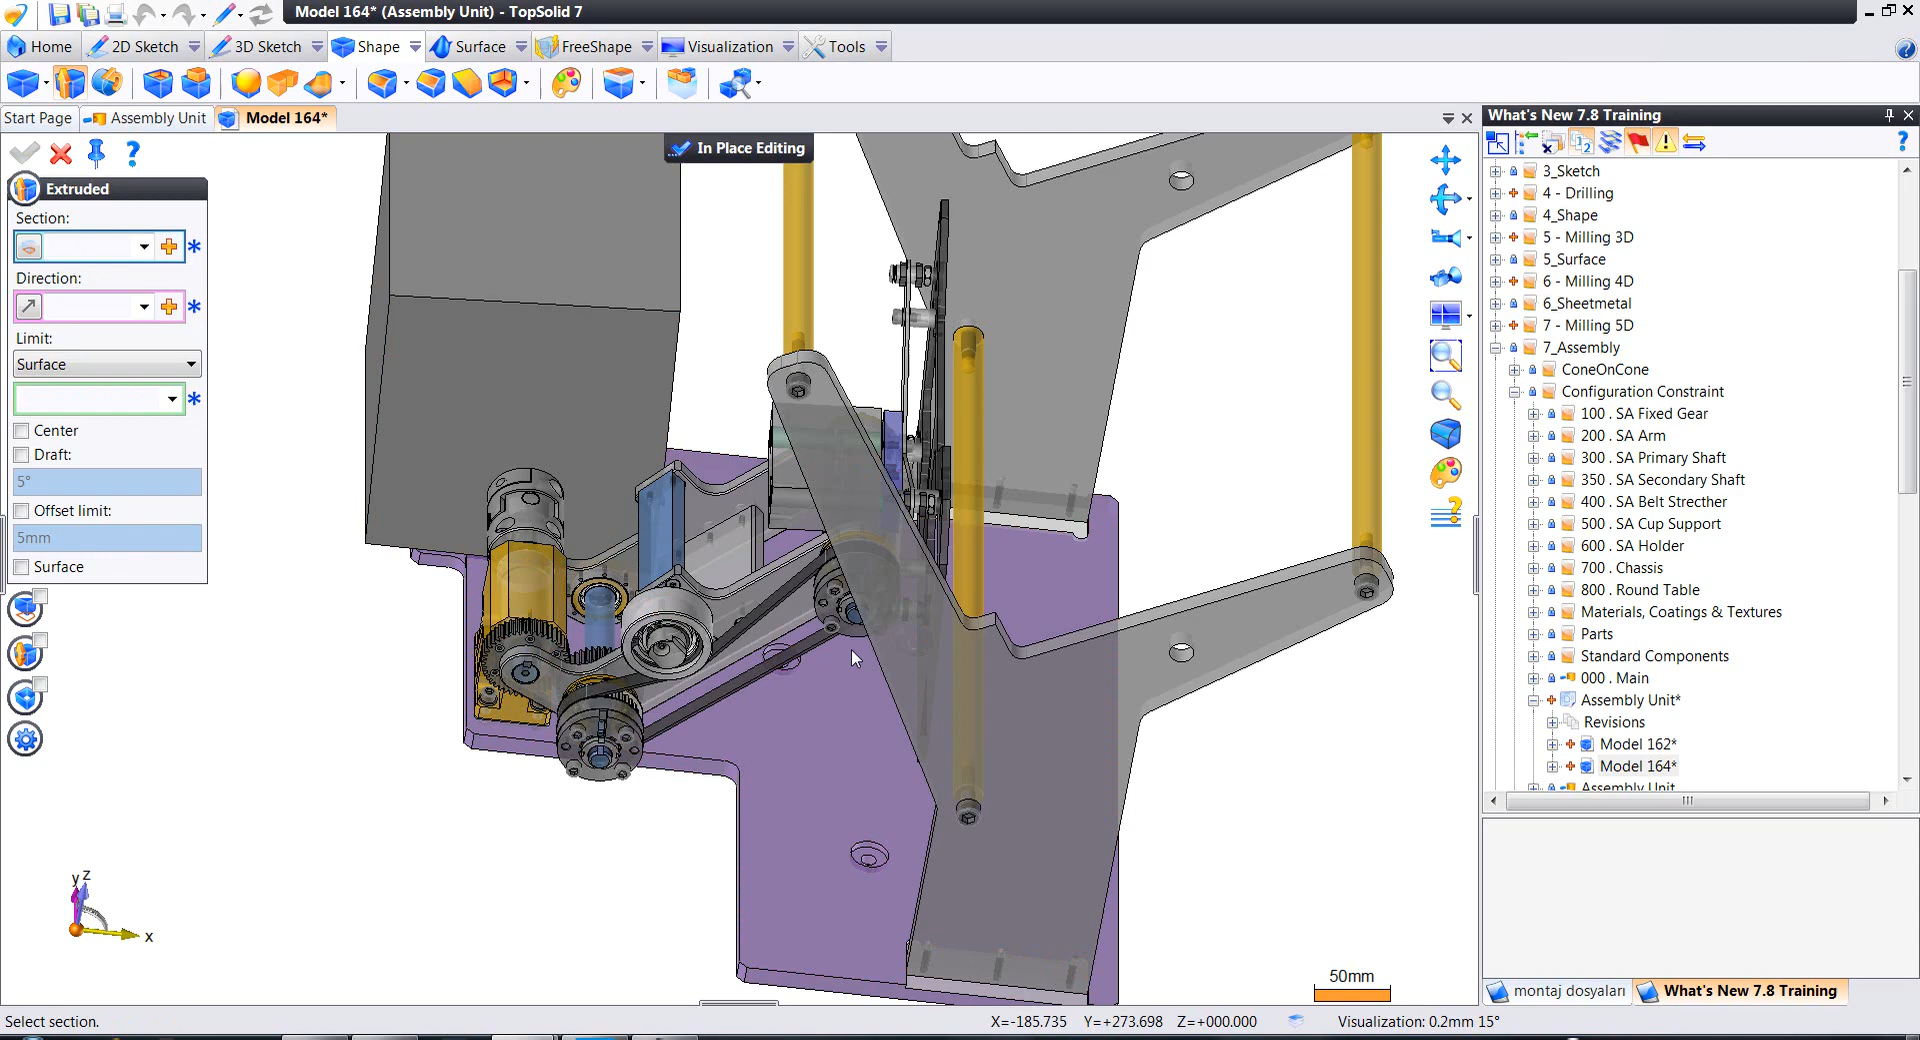 Model 164* (Assembly Unit) - TopSolid 7
Home
2D Sketch
3D Sketch
Shape
Surface
FreeShape
Visualization
Tools
Start Page
Assembly Unit
Model 164*
In Place Editing
Extruded
Section:
Direction:
Limit:
Surface
Center
Draft:
5°
Offset limit:
5mm
Surface
y
z
x
50mm
What's New 7.8 Training
3_Sketch
4 - Drilling
4_Shape
5 - Milling 3D
5_Surface
6 - Milling 4D
6_Sheetmetal
7 - Milling 5D
7_Assembly
ConeOnCone
Configuration Constraint
100 . SA Fixed Gear
200 . SA Arm
300 . SA Primary Shaft
350 . SA Secondary Shaft
400 . SA Belt Strecther
500 . SA Cup Support
600 . SA Holder
700 . Chassis
800 . Round Table
Materials, Coatings & Textures
Parts
Standard Components
000 . Main
Assembly Unit*
Revisions
Model 162*
Model 164*
Assembly Unit
montaj dosyaları
What's New 7.8 Training
Select section.
X=-185.735 Y=+273.698 Z=+000.000
Visualization: 0.2mm 15°